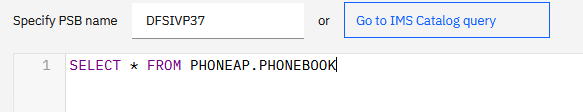 Specify PSB name DFSIVP37 or Go to IMS Catalog query
1 SELECT * FROM PHONEAP.PHONEBOOK